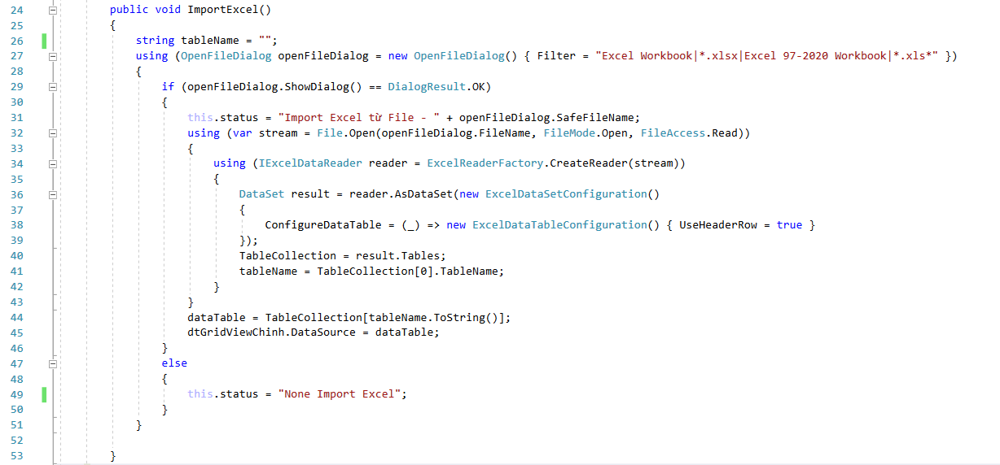 24 public void ImportExcel()
25 {
26 string tableName = "";
27 using (OpenFileDialog openFileDialog = new OpenFileDialog() { Filter = "Excel Workbook|*.xlsx|Excel 97-2020 Workbook|*.xls*" })
28 {
29 if (openFileDialog.ShowDialog() == DialogResult.OK)
30 {
31 this.status = "Import Excel từ File - " + openFileDialog.SafeFileName;
32 using (var stream = File.Open(openFileDialog.FileName, FileMode.Open, FileAccess.Read))
33 {
34 using (IExcelDataReader reader = ExcelReaderFactory.CreateReader(stream))
35 {
36 DataSet result = reader.AsDataSet(new ExcelDataSetConfiguration()
37 {
38 ConfigureDataTable = (_) => new ExcelDataTableConfiguration() { UseHeaderRow = true }
39 });
40 TableCollection = result.Tables;
41 tableName = TableCollection[0].TableName;
42 }
43 }
44 dataTable = TableCollection[tableName.ToString()];
45 dtGridViewChinh.DataSource = dataTable;
46 }
47 else
48 {
49 this.status = "None Import Excel";
50 }
51 }
52
53 }